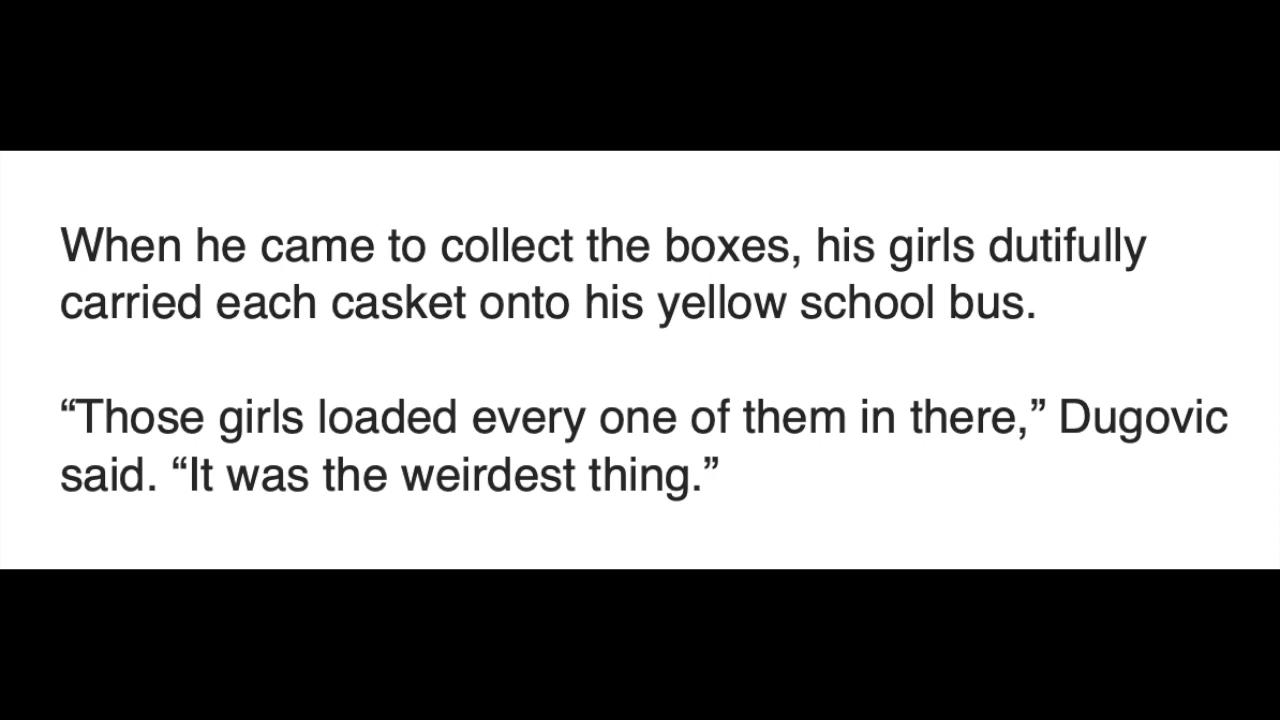 When he came to collect the boxes, his girls dutifully
carried each casket onto his yellow school bus.
“Those girls loaded every one of them in there,” Dugovic
said. “It was the weirdest thing.”